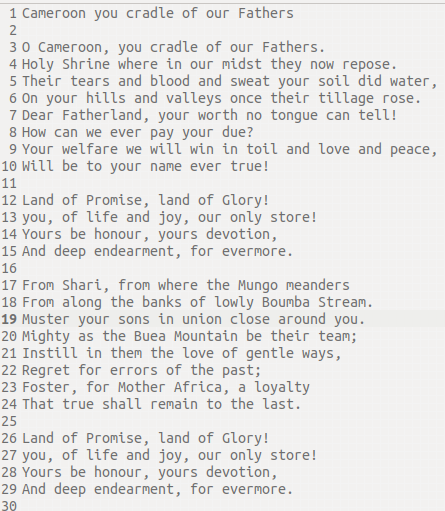 1 Cameroon you cradle of our Fathers
2
3 O Cameroon, you cradle of our Fathers.
4 Holy Shrine where in our midst they now repose.
5 Their tears and blood and sweat your soil did water,
6 On your hills and valleys once their tillage rose.
7 Dear Fatherland, your worth no tongue can tell!
8 How can we ever pay your due?
9 Your welfare we will win in toil and love and peace,
10 Will be to your name ever true!
11
12 Land of Promise, land of Glory!
13 you, of life and joy, our only store!
14 Yours be honour, yours devotion,
15 And deep endearment, for evermore.
16
17 From Shari, from where the Mungo meanders
18 From along the banks of lowly Boumba Stream.
19 Muster your sons in union close around you.
20 Mighty as the Buea Mountain be their team;
21 Instill in them the love of gentle ways,
22 Regret for errors of the past;
23 Foster, for Mother Africa, a loyalty
24 That true shall remain to the last.
25
26 Land of Promise, land of Glory!
27 you, of life and joy, our only store!
28 Yours be honour, yours devotion,
29 And deep endearment, for evermore.
30